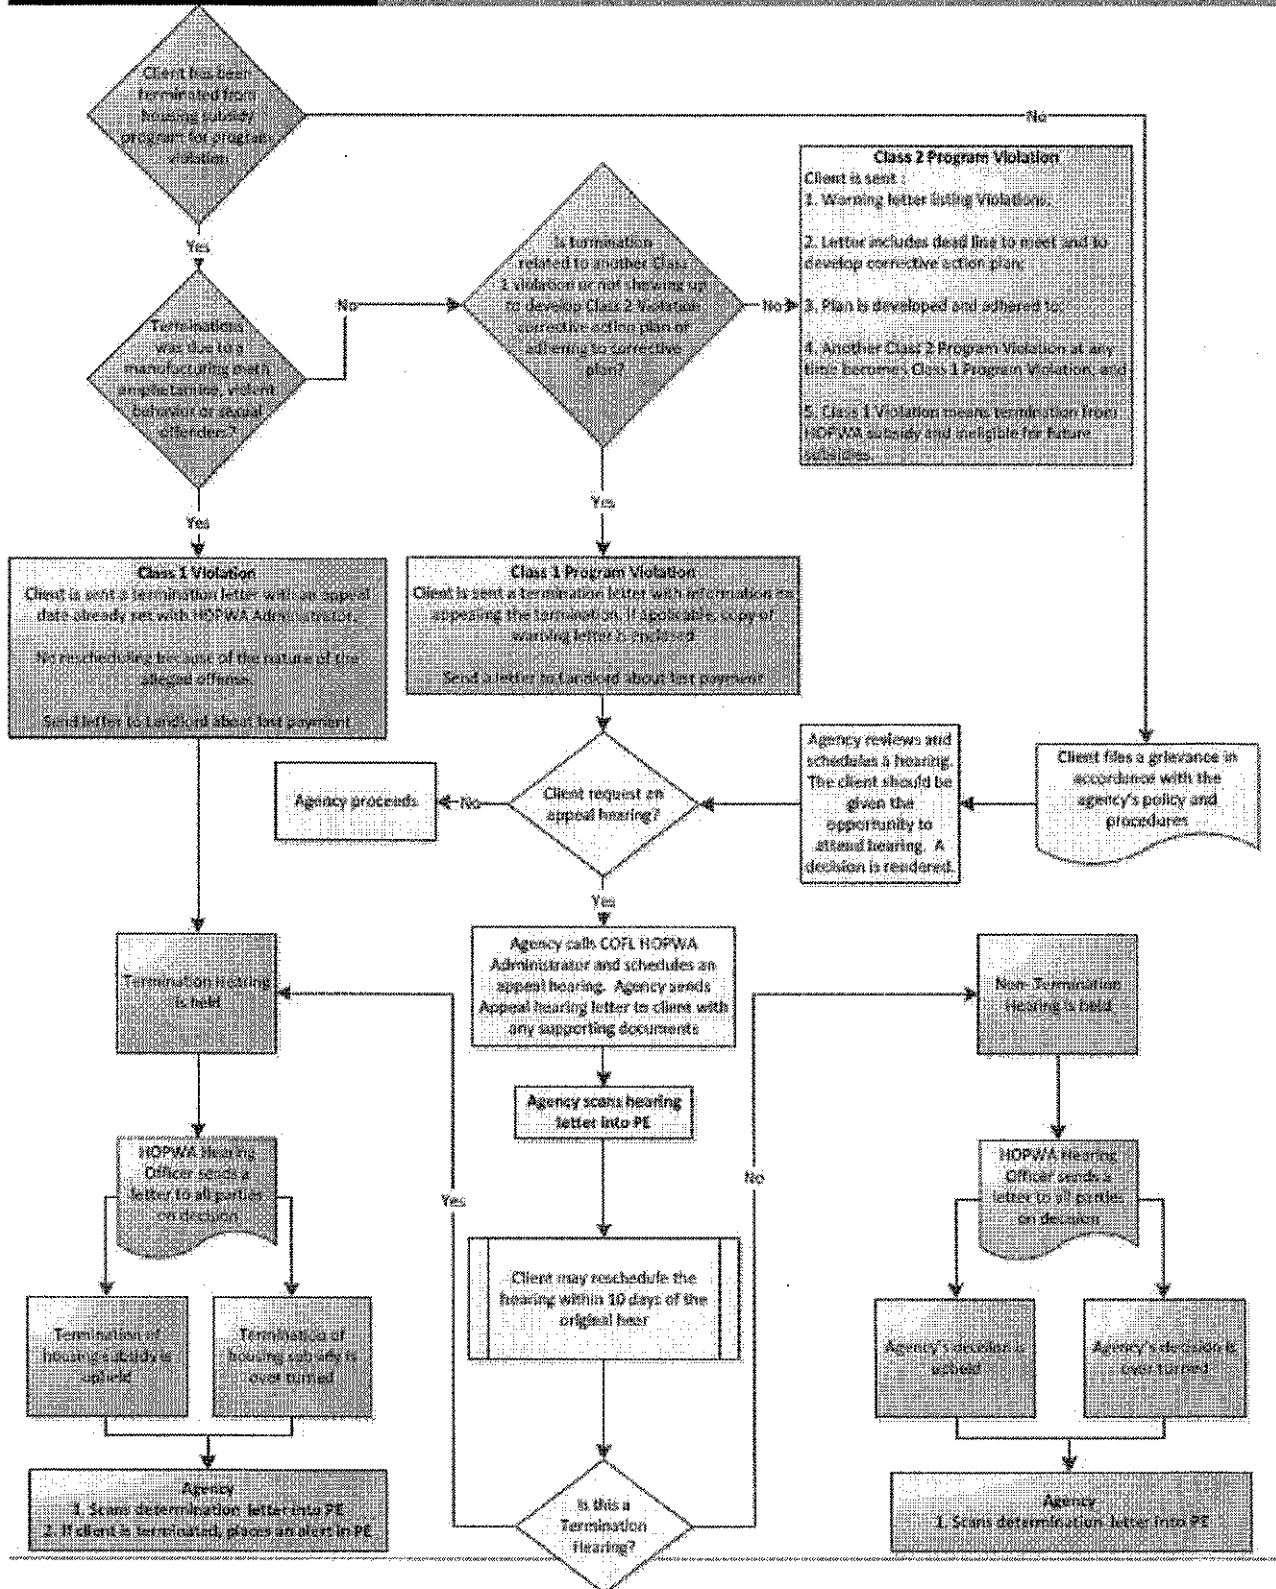 Client has been
terminated from
housing subsidy
program for program
violation
No
Yes
Terminations
was due to a
manufacturing meth
amphetamine, violent
behavior or sexual
offenders?
No
Is termination
related to another Class
1 violation or not showing up
to develop Class 2 Violation
corrective action plan or
adhering to corrective
plan?
No
Class 2 Program Violation
Client is sent :
1. Warning letter listing Violations;
2. Letter includes dead line to meet and to
develop corrective action plan;
3. Plan is developed and adhered to;
4. Another Class 2 Program Violation at any
time becomes Class 1 Program Violation, and
5. Class 1 Violation means termination from
HOPWA subsidy and ineligible for future
subsidies.
Yes
Yes
Class 1 Violation
Client is sent a termination letter with an appeal
date already set with HOPWA Administrator.
No rescheduling because of the nature of the
alleged offense.
Send letter to Landlord about last payment
Class 1 Program Violation
Client is sent a termination letter with information on
appealing the termination. If applicable, copy of
warning letter is enclosed
Send a letter to Landlord about last payment
Agency proceeds
No
Client request an
appeal hearing?
Agency reviews and
schedules a hearing.
The client should be
given the
opportunity to
attend hearing. A
decision is rendered.
Client files a grievance in
accordance with the
agency's policy and
procedures
Yes
Termination Hearing
is held
Agency calls COFL HOPWA
Administrator and schedules an
appeal hearing. Agency sends
Appeal hearing letter to client with
any supporting documents
Non- Termination
Hearing is held
Agency scans hearing
letter into PE
HOPWA Hearing
Officer sends a
letter to all parties
on decision
Yes
No
HOPWA Hearing
Officer sends a
letter to all parties
on decision
Client may reschedule the
hearing within 10 days of the
original hear
Termination of
housing subsidy is
upheld
Termination of
housing subsidy is
over turned
Agency's decision is
upheld
Agency's decision is
over turned
Agency
1. Scans determination letter into PE
2. If client is terminated, places an alert in PE
Is this a
Termination
Hearing?
Agency
1. Scans determination letter into PE